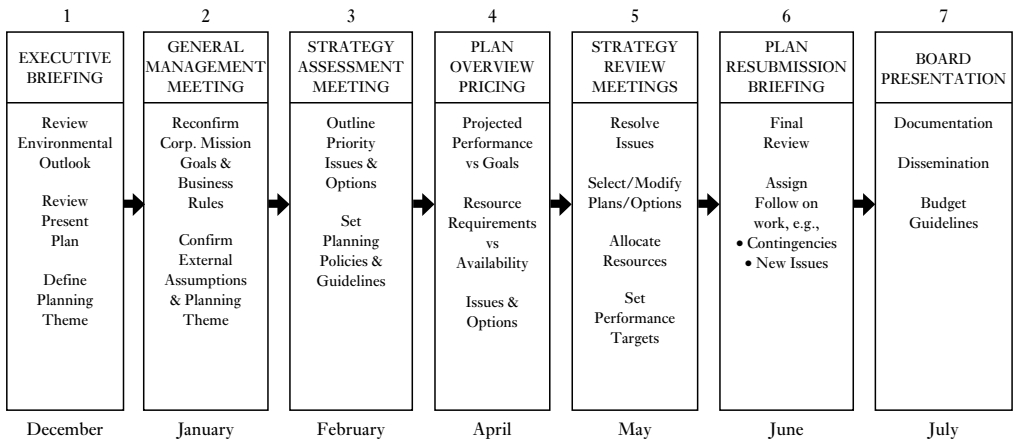 1
EXECUTIVE
BRIEFING
Review
Environmental
Outlook
Review
Present
Plan
Define
Planning
Theme
December
2
GENERAL
MANAGEMENT
MEETING
Reconfirm
Corp. Mission
Goals &
Business
Rules
Confirm
External
Assumptions
& Planning
Theme
January
3
STRATEGY
ASSESSMENT
MEETING
Outline
Priority
Issues &
Options
Set
Planning
Policies &
Guidelines
February
4
PLAN
OVERVIEW
PRICING
Projected
Performance
vs Goals
Resource
Requirements
vs
Availability
Issues &
Options
April
5
STRATEGY
REVIEW
MEETINGS
Resolve
Issues
Select/Modify
Plans/Options
Allocate
Resources
Set
Performance
Targets
May
6
PLAN
RESUBMISSION
BRIEFING
Final
Review
Assign
Follow on
work, e.g.,
• Contingencies
• New Issues
June
7
BOARD
PRESENTATION
Documentation
Dissemination
Budget
Guidelines
July